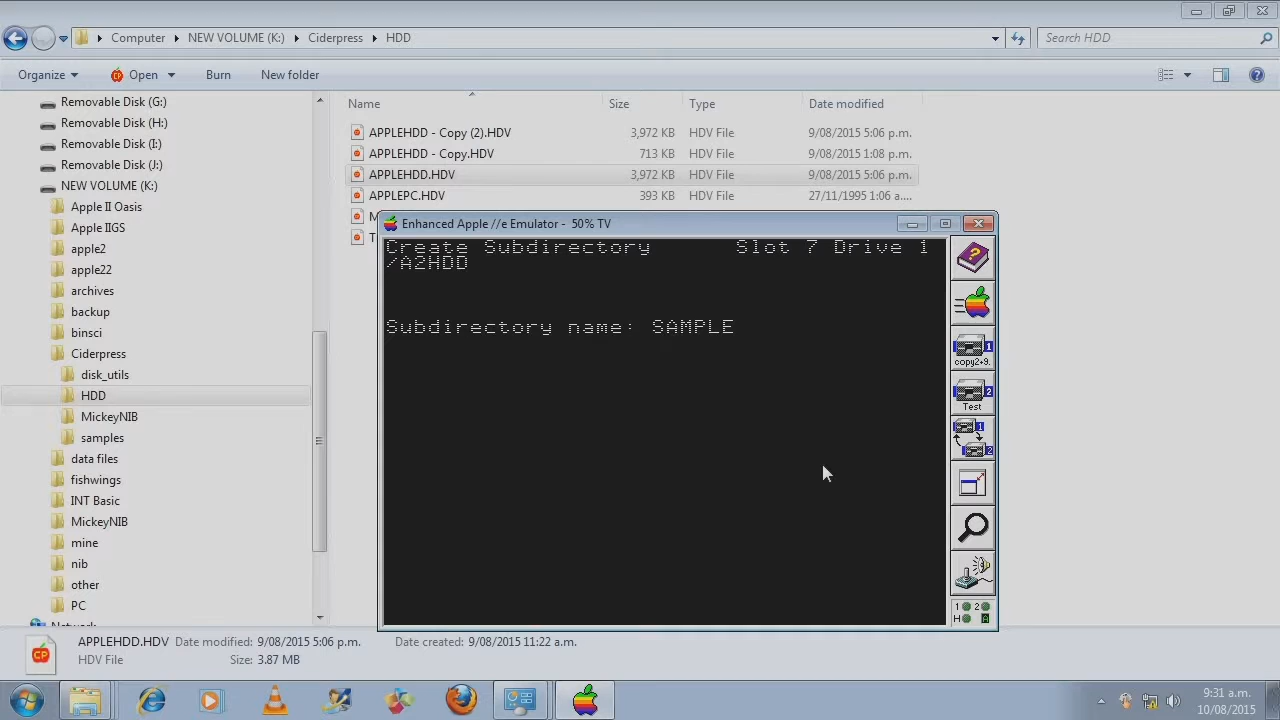 Computer NEW VOLUME (K:) Ciderpress HDD
Search HDD
Organize Open Burn New folder
Removable Disk (G:)
Removable Disk (H:)
Removable Disk (I:)
Removable Disk (J:)
NEW VOLUME (K:)
Apple II Oasis
Apple IIGS
apple2
apple22
archives
backup
binsci
Ciderpress
disk_utils
HDD
MickeyNIB
samples
data files
fishwings
INT Basic
MickeyNIB
mine
nib
other
PC
Name Size Type Date modified
APPLEHDD - Copy (2).HDV 3,972 KB HDV File 9/08/2015 5:06 p.m.
APPLEHDD - Copy.HDV 713 KB HDV File 9/08/2015 1:08 p.m.
APPLEHDD.HDV 3,972 KB HDV File 9/08/2015 5:06 p.m.
APPLEPC.HDV 393 KB HDV File 27/11/1995 1:06 a....
M
T
Enhanced Apple //e Emulator - 50% TV
Create Subdirectory Slot 7 Drive 1
/A2HDD
Subdirectory name: SAMPLE
1
copy2+9.
2
Test
1
2
1 2
H A
CP APPLEHDD.HDV Date modified: 9/08/2015 5:06 p.m. Date created: 9/08/2015 11:22 a.m.
HDV File Size: 3.87 MB
9:31 a.m.
10/08/2015